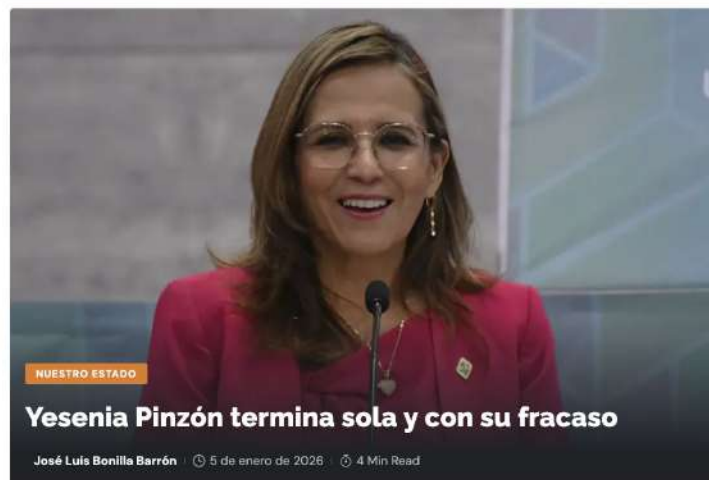 NUESTRO ESTADO
Yesenia Pinzón termina sola y con su fracaso
José Luis Bonilla Barrón
5 de enero de 2026
4 Min Read